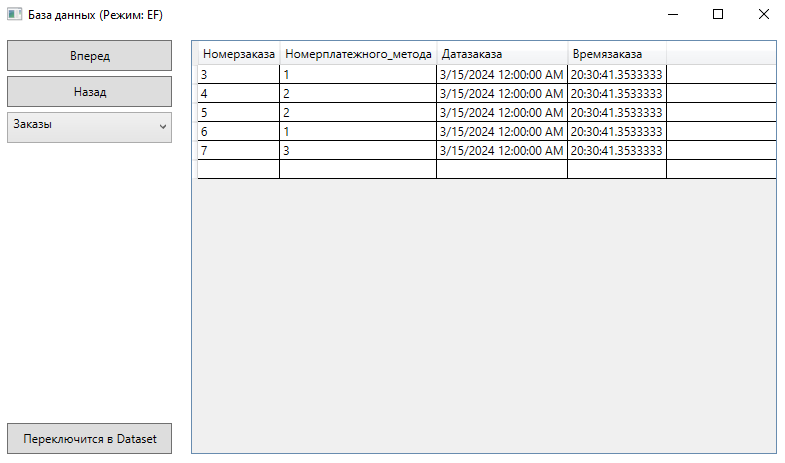 База данных (Режим: EF)
Вперед
Назад
Заказы
Переключится в Dataset
Номерзаказа Номерплатежного_метода Датазаказа Времязаказа
3 1 3/15/2024 12:00:00 AM 20:30:41.3533333
4 2 3/15/2024 12:00:00 AM 20:30:41.3533333
5 2 3/15/2024 12:00:00 AM 20:30:41.3533333
6 1 3/15/2024 12:00:00 AM 20:30:41.3533333
7 3 3/15/2024 12:00:00 AM 20:30:41.3533333